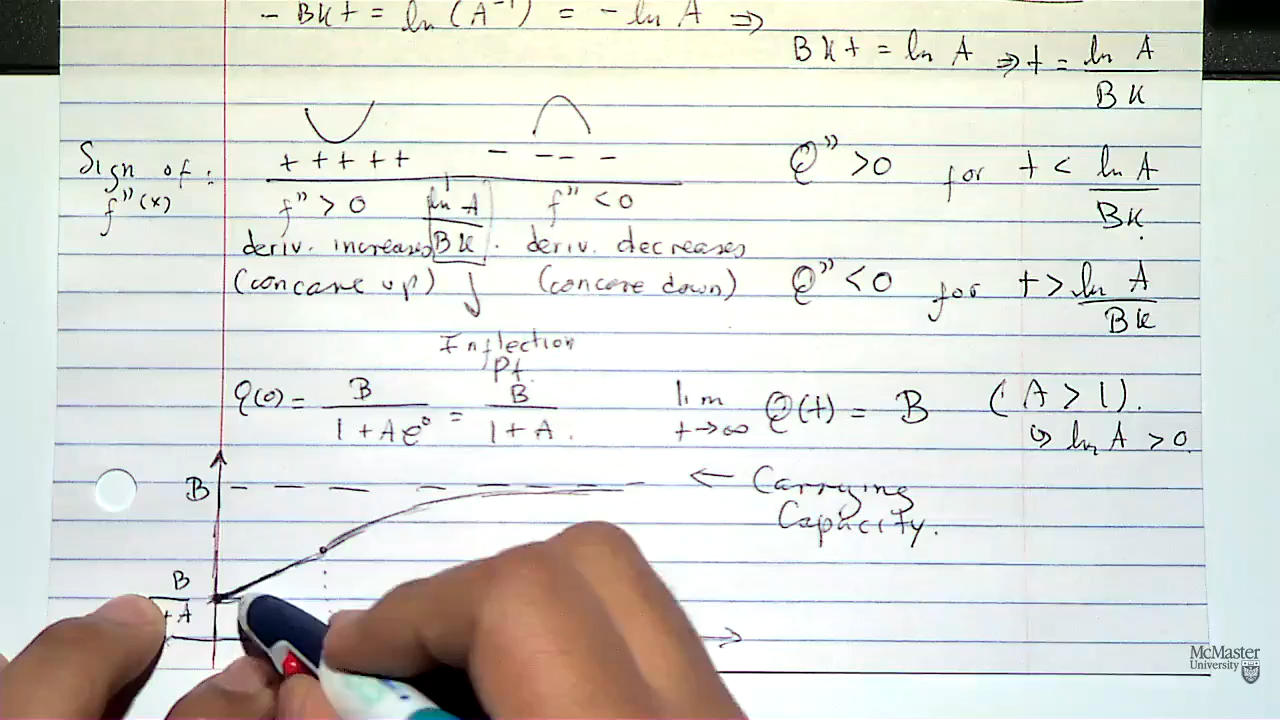 - Bkt = ln (A⁻¹) = - ln A ⇒
Bkt = ln A ⇒ t = ln A / Bk
Sign of f''(x) :
+ + + + + - - - -
f'' > 0 ln A / Bk f'' < 0
deriv. increases. deriv. decreases
(concave up) (concave down)
Inflection
Pt.
Q'' > 0 for t < ln A / Bk
Q'' < 0 for t > ln A / Bk
Q(0) = B / 1 + A e⁰ = B / 1 + A . lim t→∞ Q(t) = B (A > 1).
↳ ln A > 0.
B ← Carrying
Capacity.
B / + A
McMaster
University